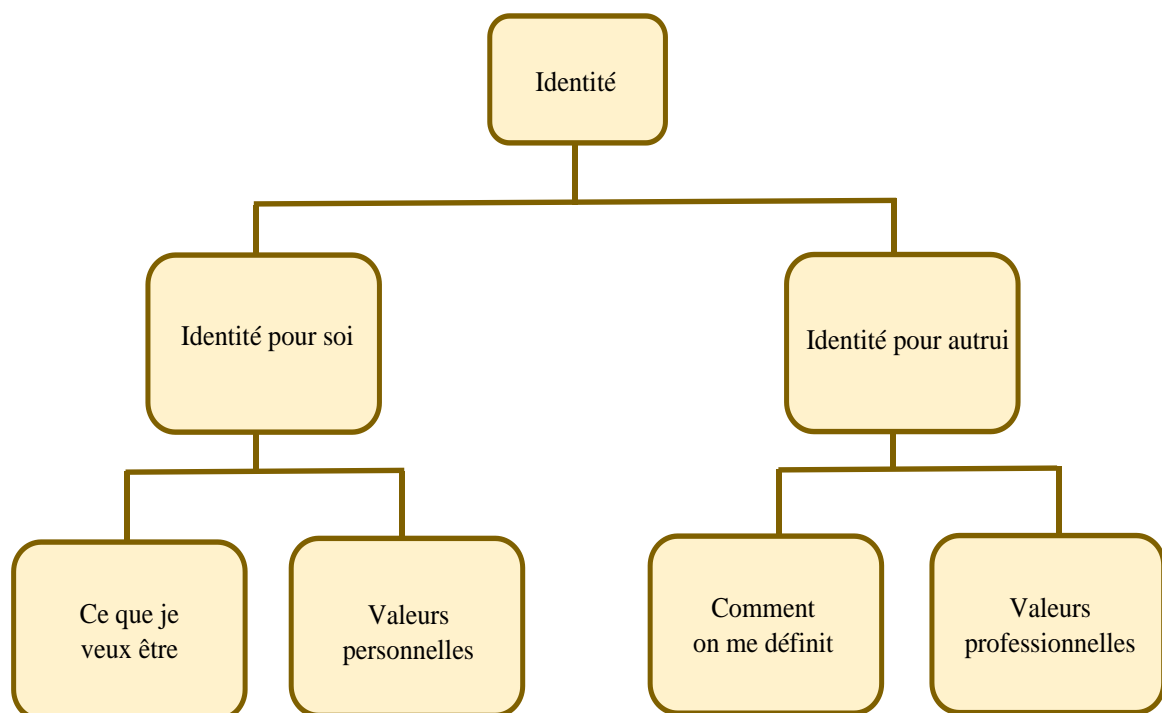 Identité
Identité pour soi
Identité pour autrui
Ce que je
veux être
Valeurs
personnelles
Comment
on me définit
Valeurs
professionnelles